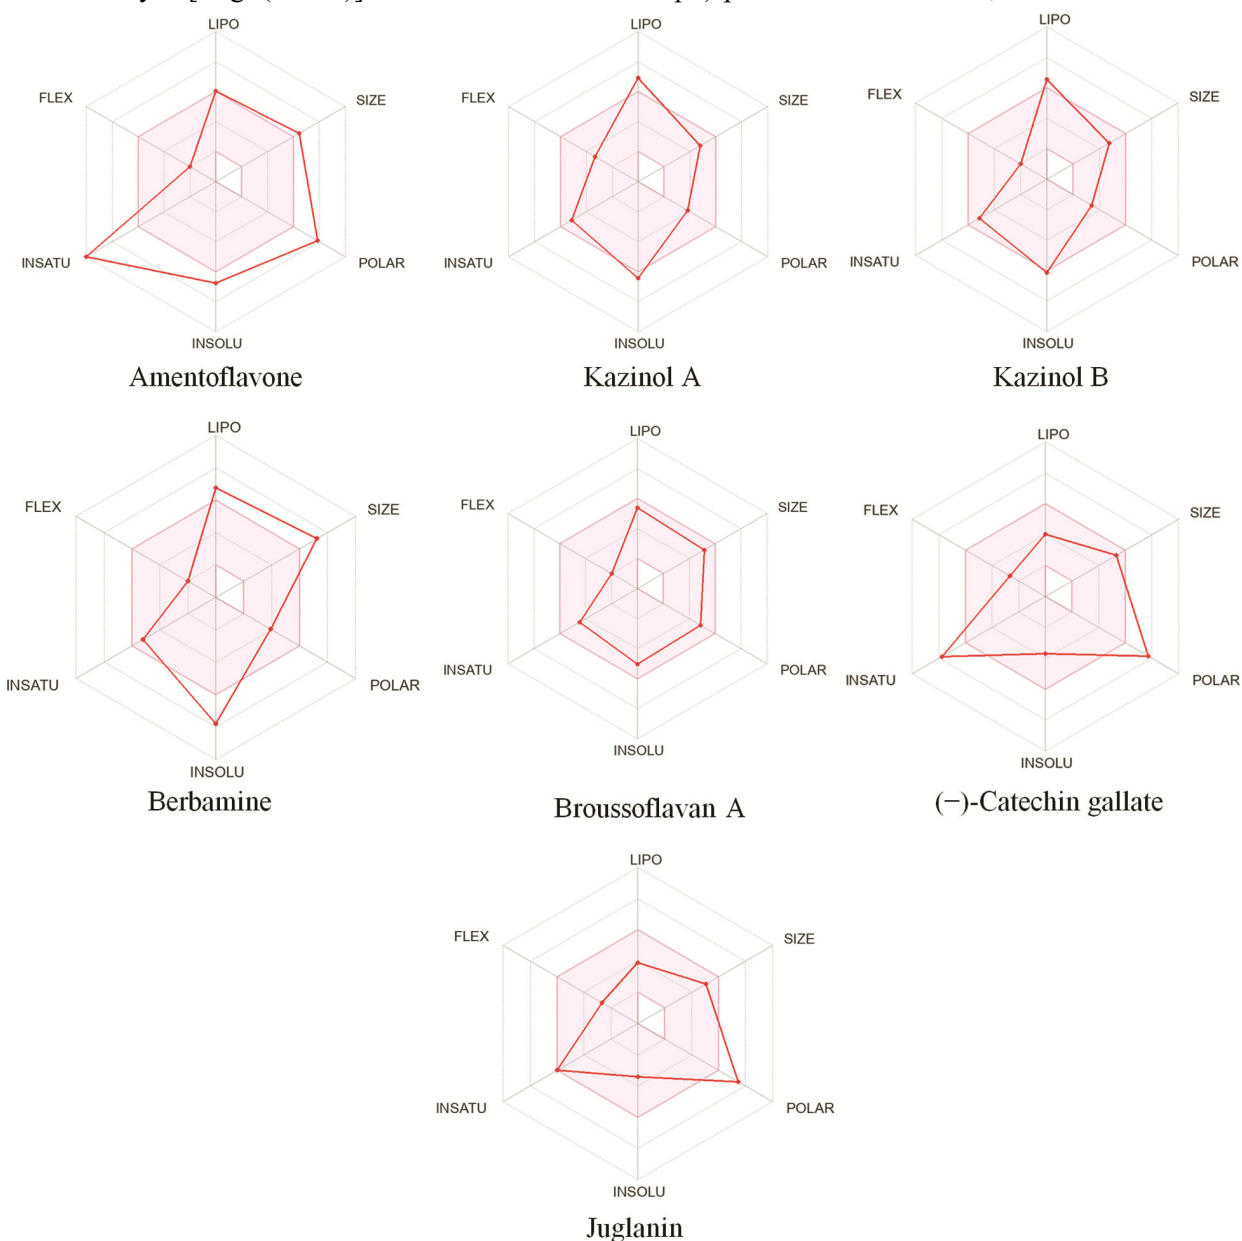 LIPO LIPO LIPO
FLEX SIZE FLEX SIZE FLEX SIZE
INSATU POLAR INSATU POLAR INSATU POLAR
INSOLU INSOLU INSOLU
Amentoflavone Kazinol A Kazinol B
LIPO LIPO LIPO
FLEX SIZE FLEX SIZE FLEX SIZE
INSATU POLAR INSATU POLAR INSATU POLAR
INSOLU INSOLU INSOLU
Berbamine Broussoflavan A (−)-Catechin gallate
LIPO
FLEX SIZE
INSATU POLAR
INSOLU
Juglanin